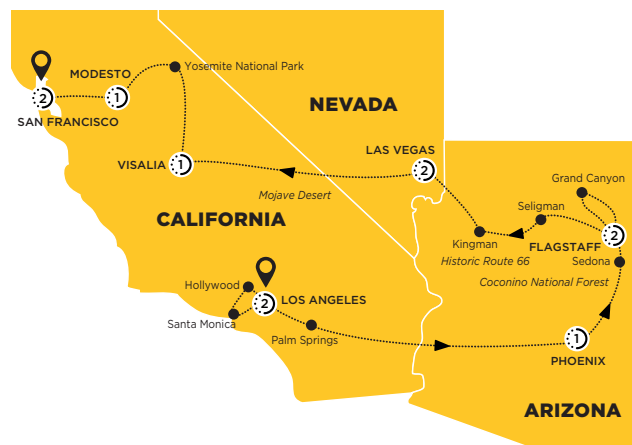 MODESTO
Yosemite National Park
2
1
SAN FRANCISCO
NEVADA
LAS VEGAS
VISALIA
1
2
Mojave Desert
Grand Canyon
Seligman
CALIFORNIA
Kingman
FLAGSTAFF
2
Historic Route 66
Sedona
Coconino National Forest
Hollywood
2
LOS ANGELES
Santa Monica
Palm Springs
1
PHOENIX
ARIZONA